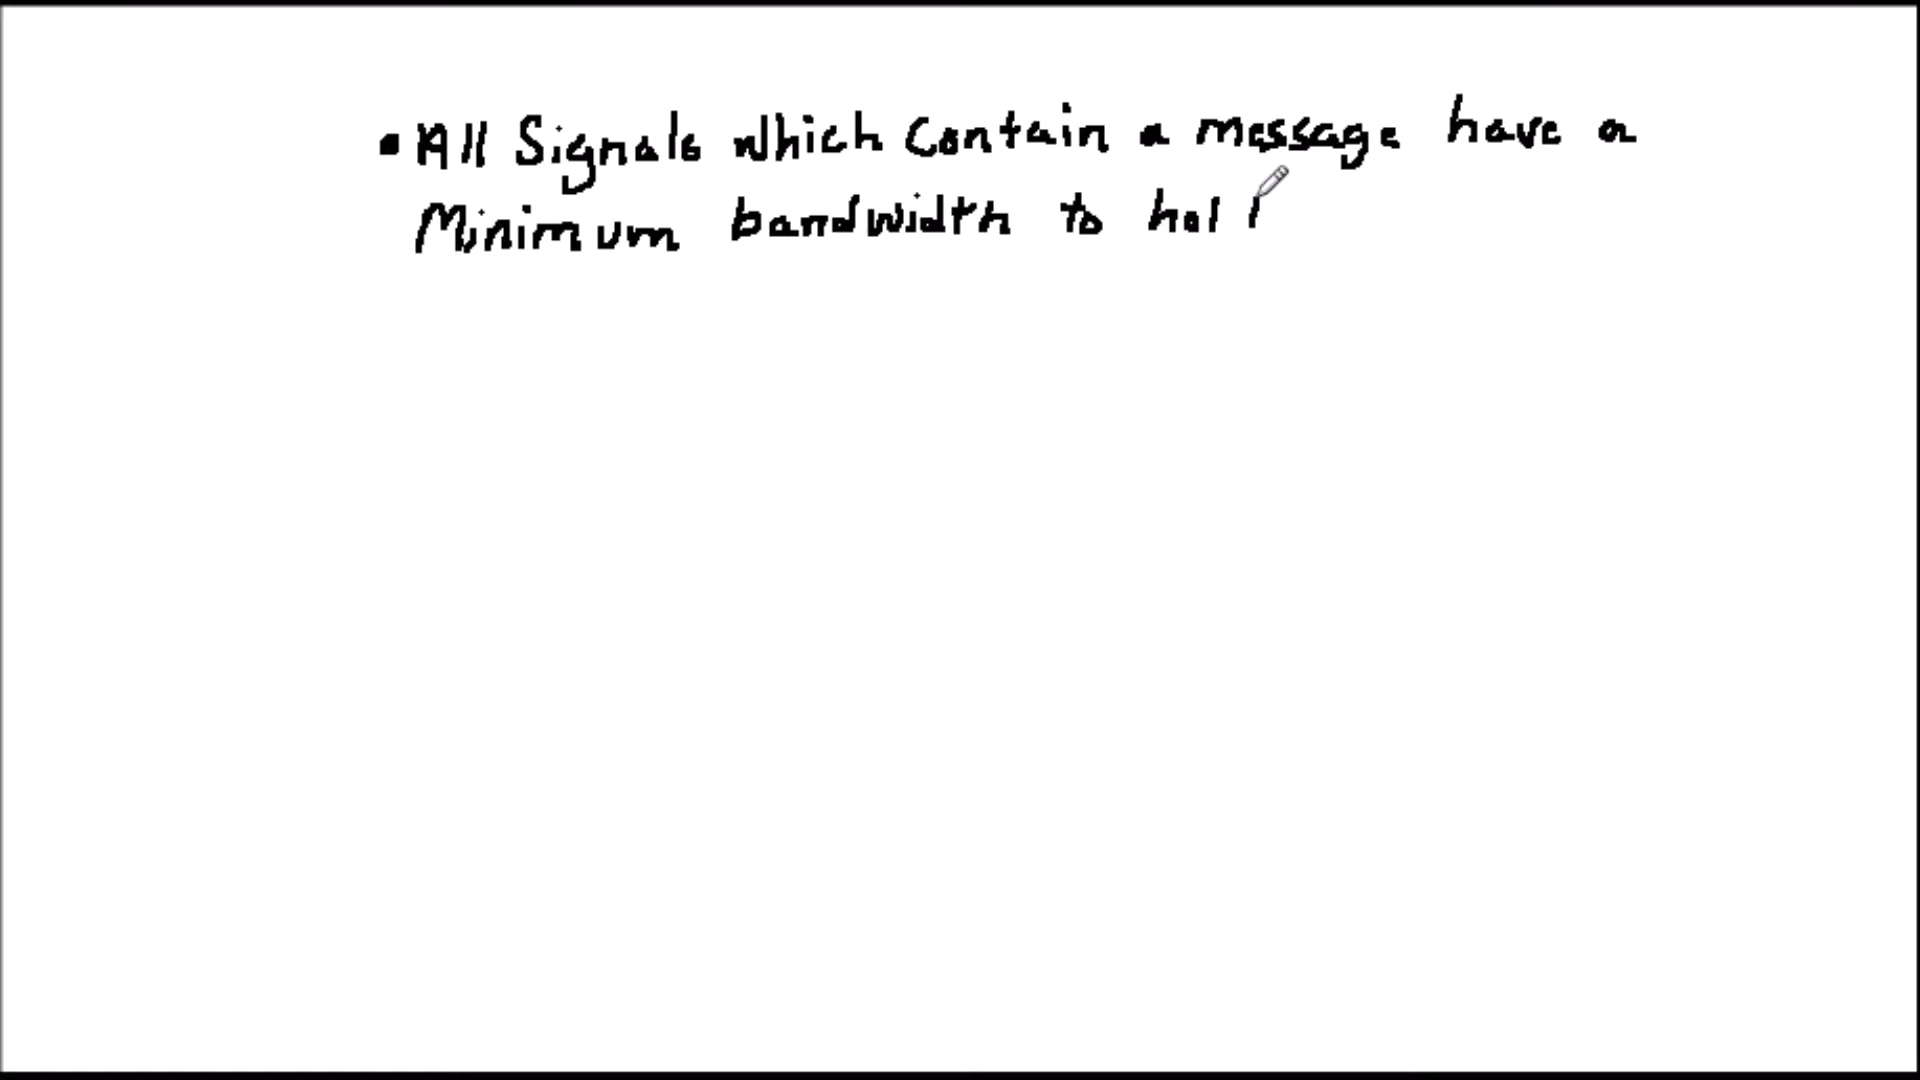 • All Signals which contain a message have a
Minimum bandwidth to hol